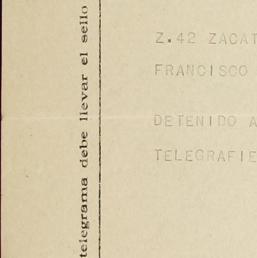 telegrama debe llevar el sello
Z.42 ZACAT
FRANCISCO
DETENIDO A
TELEGRAFIE